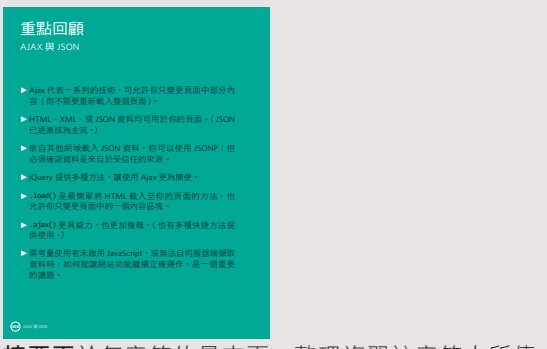 重點回顧
AJAX 與 JSON
► Ajax 代表一系列的技術，可允許你只變更頁面中部分內
容（而不需要重新載入整個頁面）。
► HTML、XML、或 JSON 資料均可用於你的頁面。（JSON
已逐漸成為主流。）
► 欲自其他網域載入 JSON 資料，你可以使用 JSONP；但
必須確認資料是來自於受信任的來源。
► jQuery 提供多種方法，讓使用 Ajax 更為簡便。
► .load() 是最簡單將 HTML 載入至你的頁面的方法，也
允許你只變更頁面中的一個內容區塊。
► .ajax() 更具威力，也更加複雜。（也有多種快捷方法提
供使用。）
► 需考量使用者未啟用 JavaScript，或無法自伺服器端擷取
資料時，如何能讓網站功能繼續正確運作，是一個重要
的議題。
AJAX 與 JSON